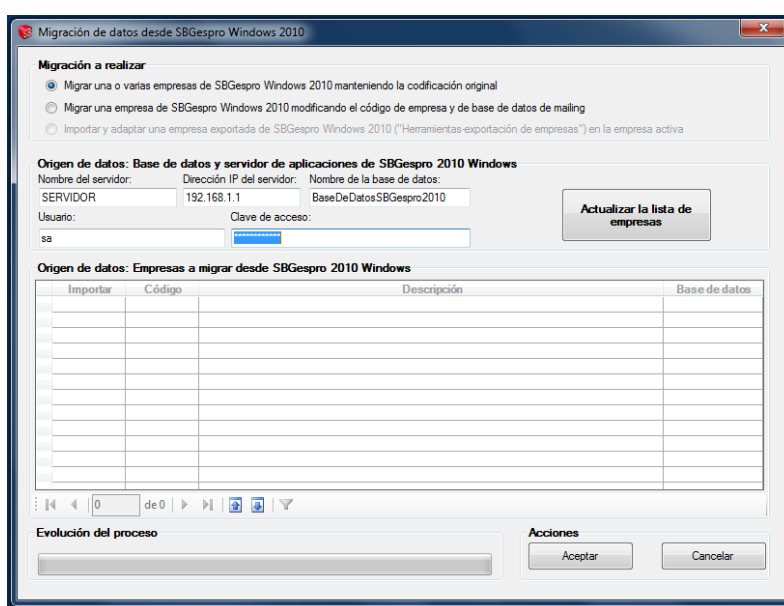 Migración de datos desde SBGespro Windows 2010
Migración a realizar
Migrar una o varias empresas de SBGespro Windows 2010 manteniendo la codificación original
Migrar una empresa de SBGespro Windows 2010 modificando el código de empresa y de base de datos de mailing
Importar y adaptar una empresa exportada de SBGespro Windows 2010 ("Herramientas-exportación de empresas") en la empresa activa
Origen de datos: Base de datos y servidor de aplicaciones de SBGespro 2010 Windows
Nombre del servidor: Dirección IP del servidor: Nombre de la base de datos:
SERVIDOR 192.168.1.1 BaseDeDatosSBGespro2010
Actualizar la lista de
empresas
Usuario: Clave de acceso:
sa ************
Origen de datos: Empresas a migrar desde SBGespro 2010 Windows
Importar Código Descripción Base de datos
0 de 0
Evolución del proceso
Acciones
Aceptar Cancelar